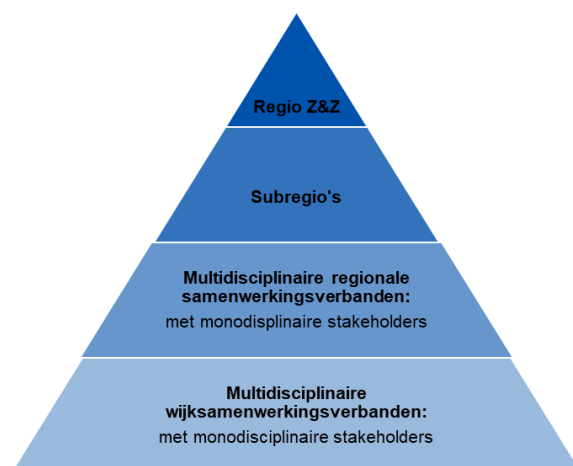 Regio Z&Z
Subregio's
Multidisciplinaire regionale
samenwerkingsverbanden:
met monodisplinaire stakeholders
Multidisciplinaire
wijksamenwerkingsverbanden:
met monodisciplinaire stakeholders